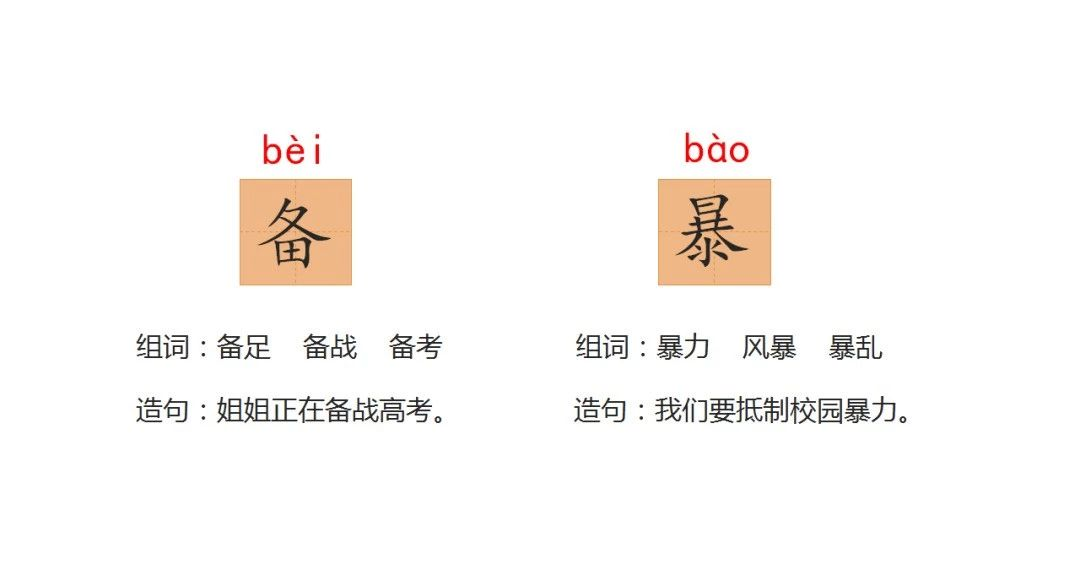 bèi
备
组词：备足 备战 备考
造句：姐姐正在备战高考。
bào
暴
组词：暴力 风暴 暴乱
造句：我们要抵制校园暴力。